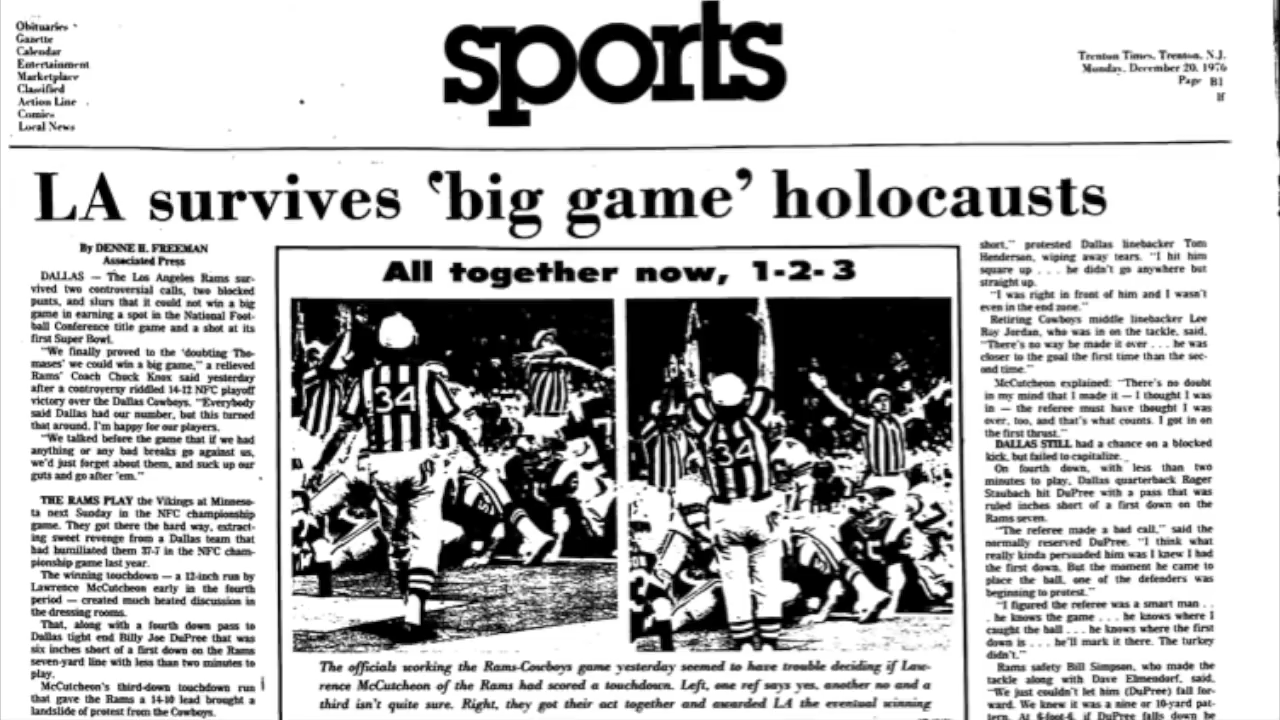 Obituaries
Gazette
Calendar
Entertainment
Marketplace
Classified
Action Line
Comics
Local News
sports
Trenton Times, Trenton, N.J.
Monday, December 20, 1976
Page B1
LA survives ‘big game’ holocausts
By DENNE H. FREEMAN
Associated Press
DALLAS — The Los Angeles Rams sur-
vived two controversial calls, two blocked
punts, and slurs that it could not win a big
game in earning a spot in the National Foot-
ball Conference title game and a shot at its
first Super Bowl.
“We finally proved to the ‘doubting Tho-
mases’ we could win a big game,” a relieved
Rams’ Coach Chuck Knox said yesterday
after a controversy riddled 14-12 NFC playoff
victory over the Dallas Cowboys. “Everybody
said Dallas had our number, but this turned
that around. I’m happy for our players.
“We talked before the game that if we had
anything or any bad breaks go against us,
we’d just forget about them, and suck up our
guts and go after ’em.”
THE RAMS PLAY the Vikings at Minneso-
ta next Sunday in the NFC championship
game. They got there the hard way, extract-
ing sweet revenge from a Dallas team that
had humiliated them 37-7 in the NFC cham-
pionship game last year.
The winning touchdown — a 12-inch run by
Lawrence McCutcheon early in the fourth
period — created much heated discussion in
the dressing rooms.
That, along with a fourth down pass to
Dallas tight end Billy Joe DuPree that was
six inches short of a first down on the Rams
seven-yard line with less than two minutes to
play.
McCutcheon’s third-down touchdown run
that gave the Rams a 14-10 lead brought a
landslide of protest from the Cowboys.
All together now, 1-2-3
34
34
The officials working the Rams-Cowboys game yesterday seemed to have trouble deciding if Law-
rence McCutcheon of the Rams had scored a touchdown. Left, one ref says yes, another no and a
third isn’t quite sure. Right, they got their act together and awarded LA the eventual winning
short,” protested Dallas linebacker Tom
Henderson, wiping away tears. “I hit him
square up . . . he didn’t go anywhere but
straight up.
“I was right in front of him and I wasn’t
even in the end zone.”
Retiring Cowboys middle linebacker Lee
Roy Jordan, who was in on the tackle, said,
“There’s no way he made it over . . . he was
closer to the goal the first time than the sec-
ond time.”
McCutcheon explained: “There’s no doubt
in my mind that I made it — I thought I was
in — the referee must have thought I was
over, too, and that’s what counts. I got in on
the first thrust.”
DALLAS STILL had a chance on a blocked
kick, but failed to capitalize.
On fourth down, with less than two
minutes to play, Dallas quarterback Roger
Staubach hit DuPree with a pass that was
ruled inches short of a first down on the
Rams seven.
“The referee made a bad call,” said the
normally reserved DuPree. “I think what
really kinda persuaded him was I knew I had
the first down. But the moment he came to
place the ball, one of the defenders was
beginning to protest.”
“I figured the referee was a smart man . .
. he knows the game . . . he knows where I
caught the ball . . . he knows where the first
down is . . . he’ll mark it there. The turkey
didn’t.”
Rams safety Bill Simpson, who made the
tackle along with Dave Elmendorf, said,
“We just couldn’t let him (DuPree) fall for-
ward. We knew it was a nine or 10-yard pat-
tern. At 6-foot-4, if DuPree falls down he